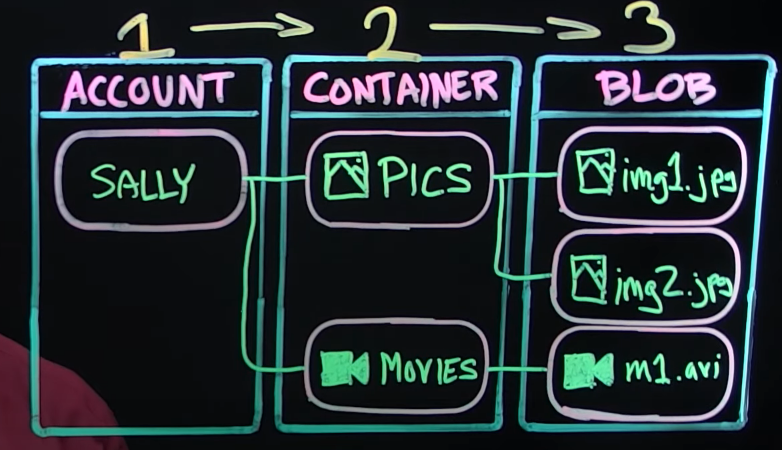 1 → 2 → 3
ACCOUNT CONTAINER BLOB
SALLY PICS img1.jpg
img2.jpg
MOVIES m1.avi